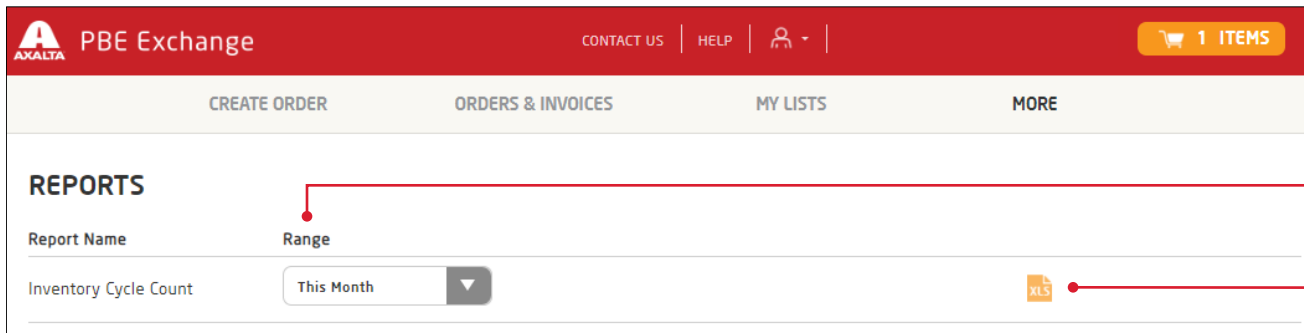 AXALTA PBE Exchange CONTACT US HELP 1 ITEMS
CREATE ORDER ORDERS & INVOICES MY LISTS MORE
REPORTS
Report Name Range
Inventory Cycle Count This Month XLS